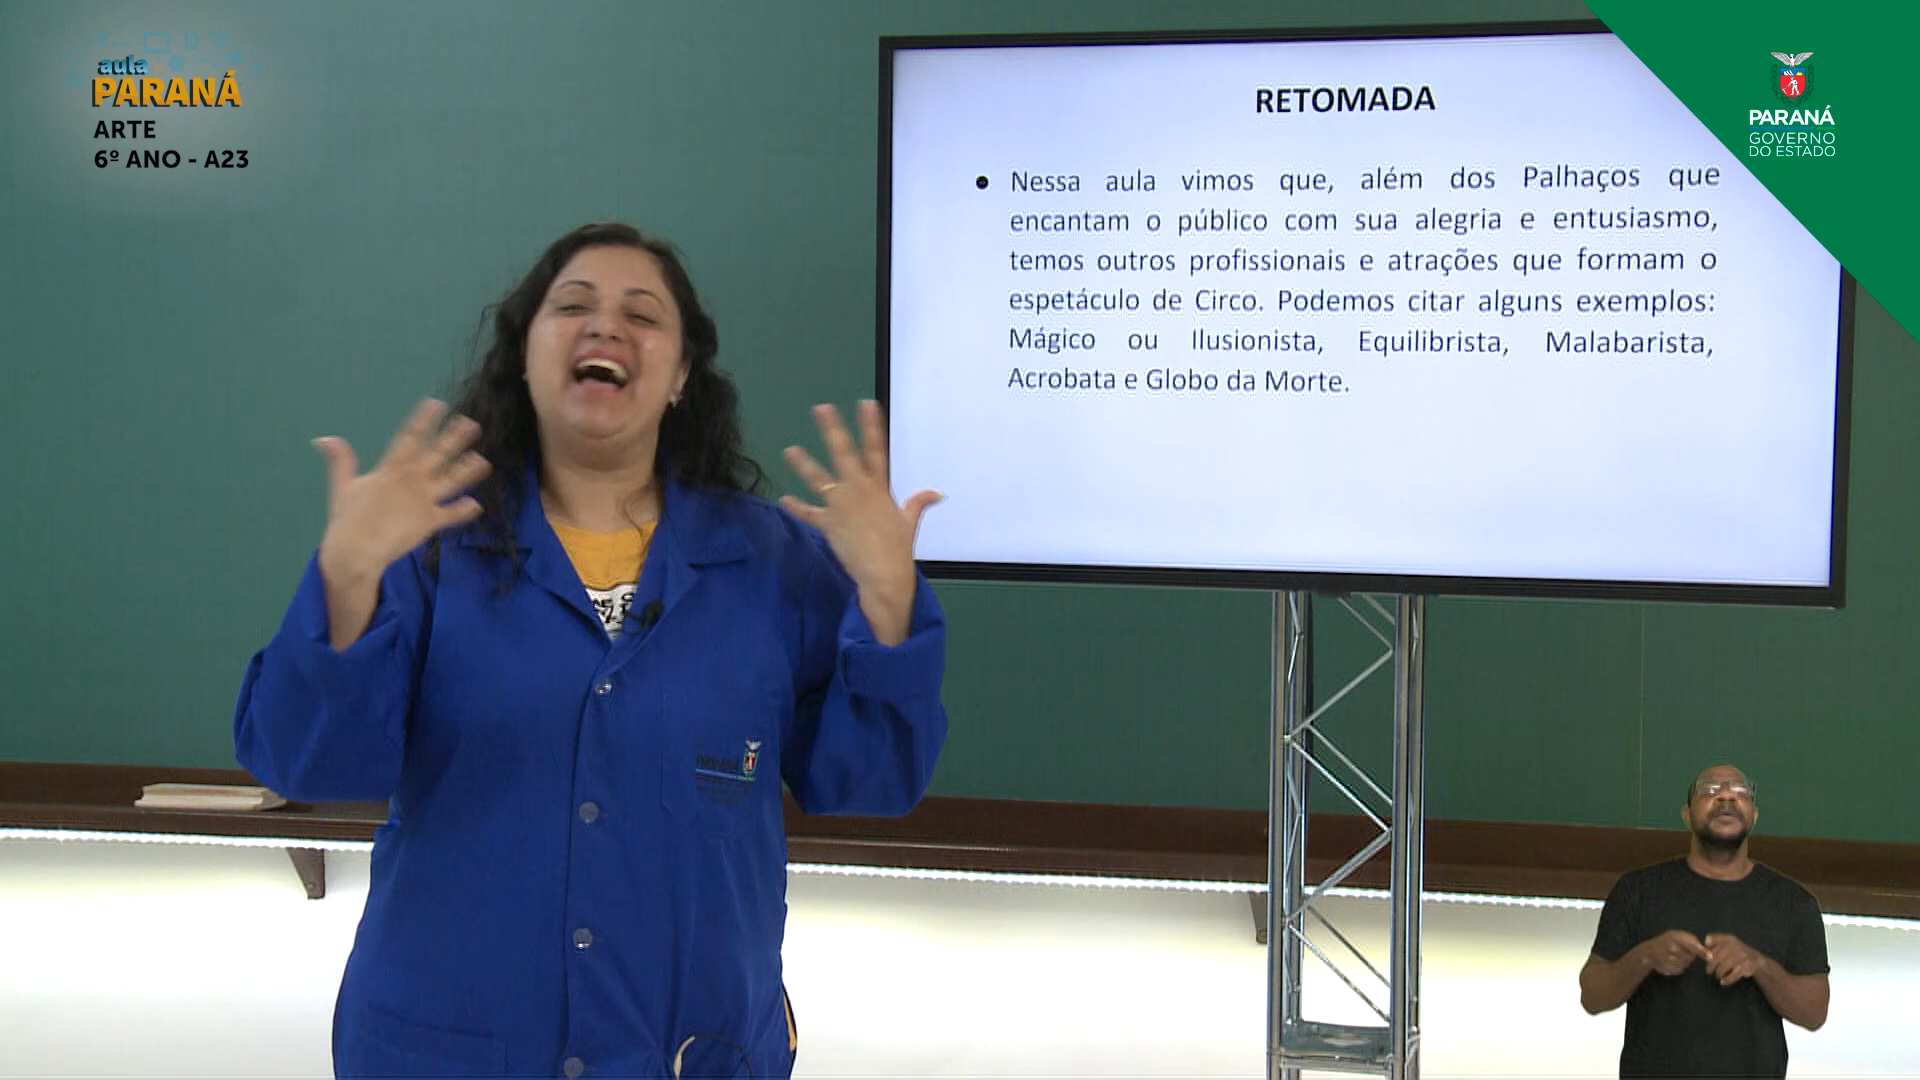 aula
PARANÁ
ARTE
6º ANO - A23
RETOMADA
• Nessa aula vimos que, além dos Palhaços que
encantam o público com sua alegria e entusiasmo,
temos outros profissionais e atrações que formam o
espetáculo de Circo. Podemos citar alguns exemplos:
Mágico ou Ilusionista, Equilibrista, Malabarista,
Acrobata e Globo da Morte.
PARANÁ
GOVERNO
DO ESTADO